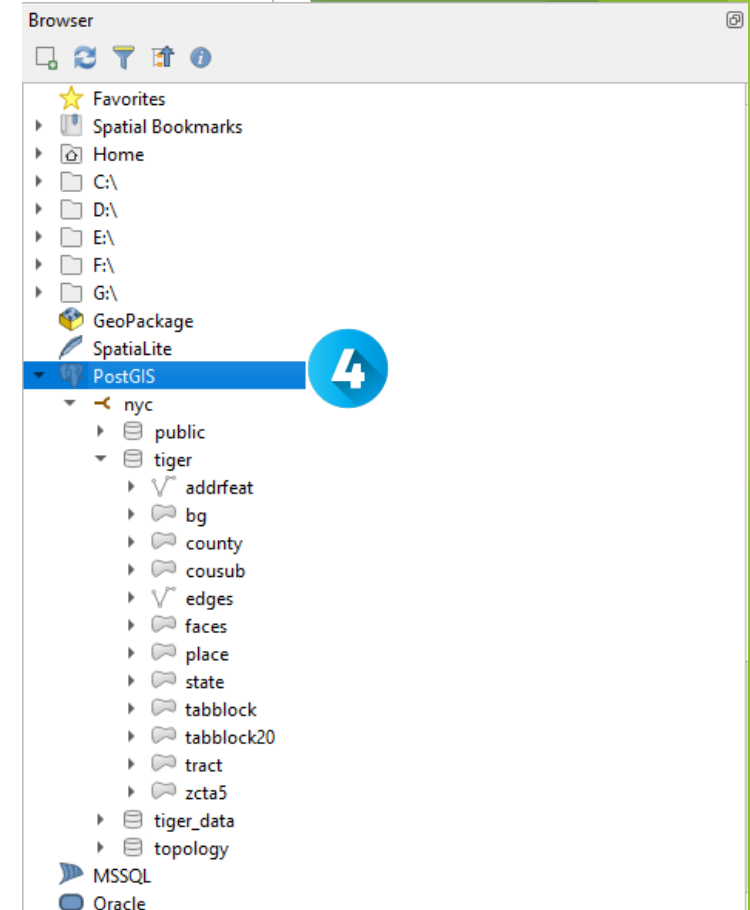 Browser
Favorites
Spatial Bookmarks
Home
C:\
D:\
E:\
F:\
G:\
GeoPackage
SpatiaLite
PostGIS
4
nyc
public
tiger
addrfeat
bg
county
cousub
edges
faces
place
state
tabblock
tabblock20
tract
zcta5
tiger_data
topology
MSSQL
Oracle